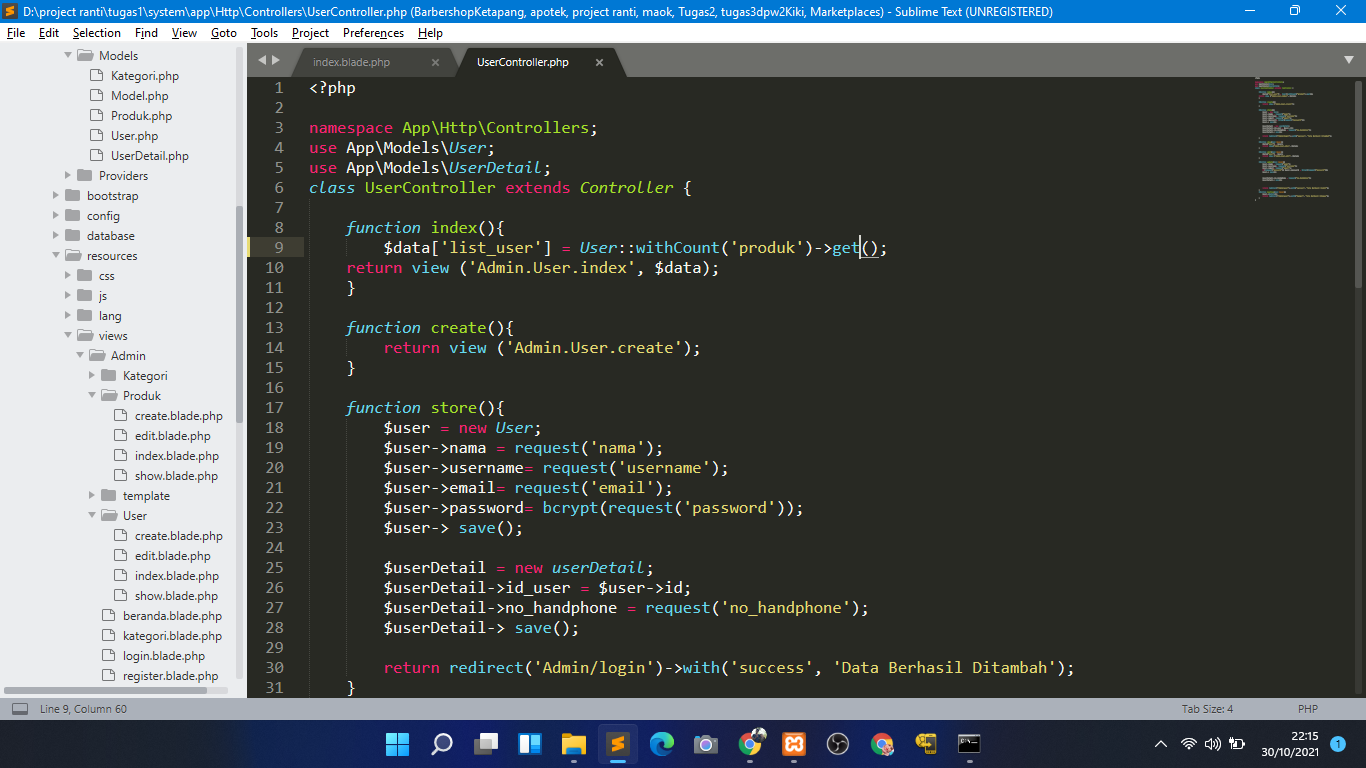 D:\project ranti\tugas1\system\app\Http\Controllers\UserController.php (BarbershopKetapang, apotek, project ranti, maok, Tugas2, tugas3dpw2Kiki, Marketplaces) - Sublime Text (UNREGISTERED)
File Edit Selection Find View Goto Tools Project Preferences Help
Models
Kategori.php
Model.php
Produk.php
User.php
UserDetail.php
Providers
bootstrap
config
database
resources
css
js
lang
views
Admin
Kategori
Produk
create.blade.php
edit.blade.php
index.blade.php
show.blade.php
template
User
create.blade.php
edit.blade.php
index.blade.php
show.blade.php
beranda.blade.php
kategori.blade.php
login.blade.php
register.blade.php
index.blade.php × UserController.php ×
1 <?php
2
3 namespace App\Http\Controllers;
4 use App\Models\User;
5 use App\Models\UserDetail;
6 class UserController extends Controller {
7
8 function index(){
9 $data['list_user'] = User::withCount('produk')->get();
10 return view ('Admin.User.index', $data);
11 }
12
13 function create(){
14 return view ('Admin.User.create');
15 }
16
17 function store(){
18 $user = new User;
19 $user->nama = request('nama');
20 $user->username= request('username');
21 $user->email= request('email');
22 $user->password= bcrypt(request('password'));
23 $user-> save();
24
25 $userDetail = new userDetail;
26 $userDetail->id_user = $user->id;
27 $userDetail->no_handphone = request('no_handphone');
28 $userDetail-> save();
29
30 return redirect('Admin/login')->with('success', 'Data Berhasil Ditambah');
31 }
Line 9, Column 60 Tab Size: 4 PHP
22:15
30/10/2021
1